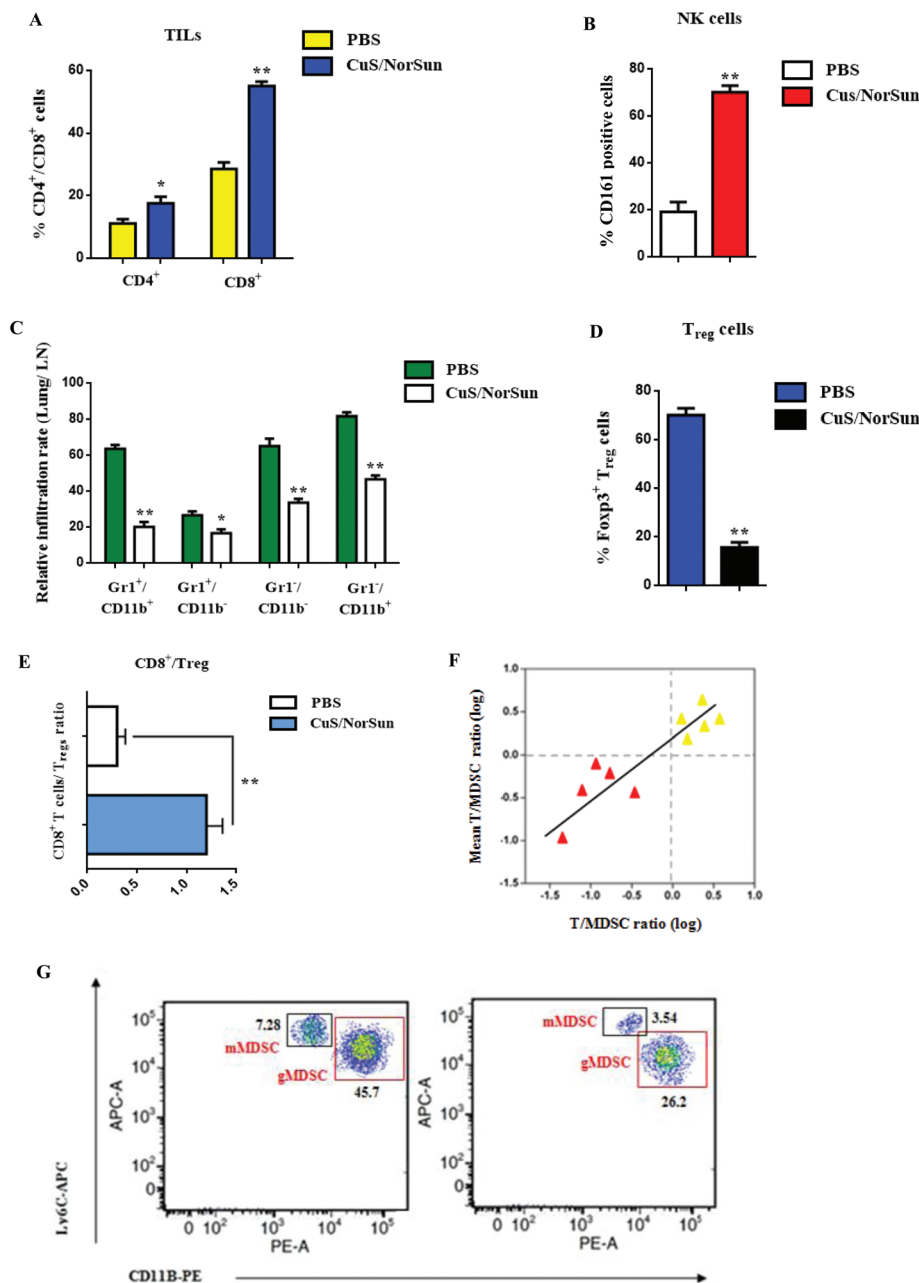 A
TILs
PBS
CuS/NorSun
% CD4⁺/CD8⁺ cells
60
40
20
0
*
**
CD4⁺
CD8⁺
B
NK cells
PBS
Cus/NorSun
% CD161 positive cells
80
60
40
20
0
**
C
PBS
CuS/NorSun
Relative infiltration rate (Lung/ LN)
100
80
60
40
20
0
**
*
**
**
Gr1⁺/ Gr1⁺/ Gr1⁻/ Gr1⁻/
CD11b⁺ CD11b⁻ CD11b⁻ CD11b⁺
D
Treg cells
PBS
CuS/NorSun
% Foxp3⁺ Treg cells
80
60
40
20
0
**
E
CD8⁺/Treg
PBS
CuS/NorSun
CD8⁺ T cells/ Tregs ratio
**
0.0 0.5 1.0 1.5
F
Mean T/MDSC ratio (log)
1.0
0.5
0.0
-0.5
-1.0
-1.5
-1.5 -1.0 -0.5 0.0 0.5 1.0
T/MDSC ratio (log)
G
Ly6C-APC
APC-A
10⁵
10⁴
10³
10²
0
7.28
mMDSC
gMDSC
45.7
0 10² 10³ 10⁴ 10⁵
PE-A
APC-A
10⁵
10⁴
10³
10²
0
mMDSC
3.54
gMDSC
26.2
0 10² 10³ 10⁴ 10⁵
PE-A
CD11B-PE